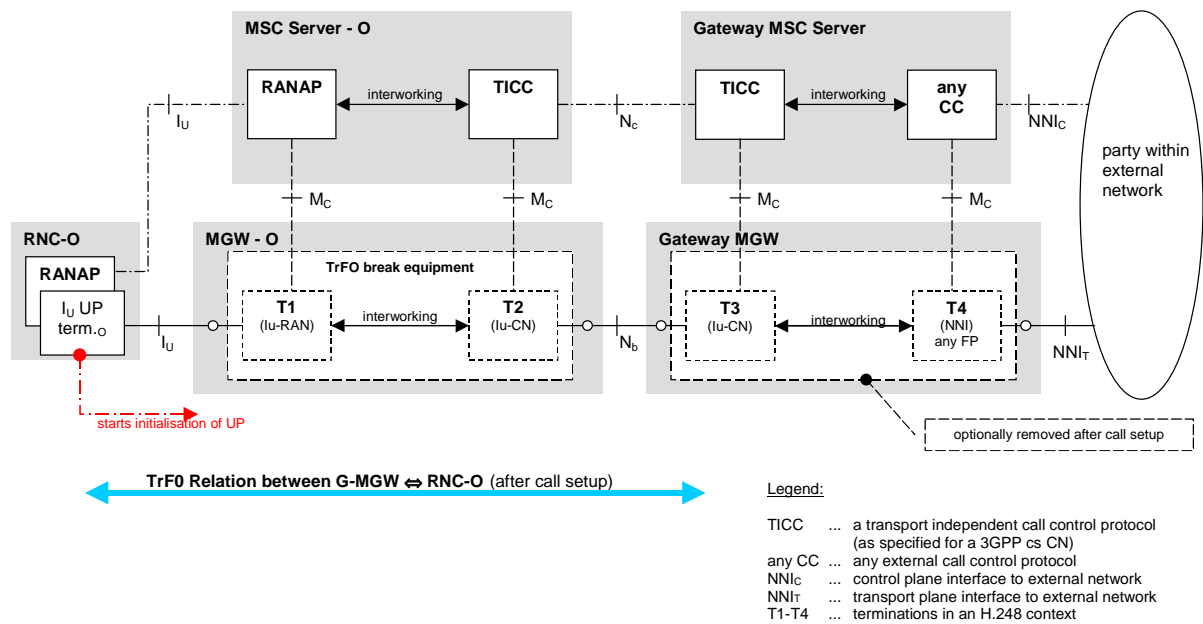 MSC Server - O
Gateway MSC Server
RANAP
interworking
TICC
TICC
interworking
any
CC
IU
Nc
NNIC
party within
external
network
MC
MC
MC
MC
RNC-O
MGW - O
Gateway MGW
RANAP
TrFO break equipment
IU UP
term.O
T1
(Iu-RAN)
interworking
T2
(Iu-CN)
T3
(Iu-CN)
interworking
T4
(NNI)
any FP
IU
Nb
NNIT
starts initialisation of UP
optionally removed after call setup
TrF0 Relation between G-MGW ⇔ RNC-O (after call setup)
Legend:
TICC ... a transport independent call control protocol
(as specified for a 3GPP cs CN)
any CC ... any external call control protocol
NNIC ... control plane interface to external network
NNIT ... transport plane interface to external network
T1-T4 ... terminations in an H.248 context